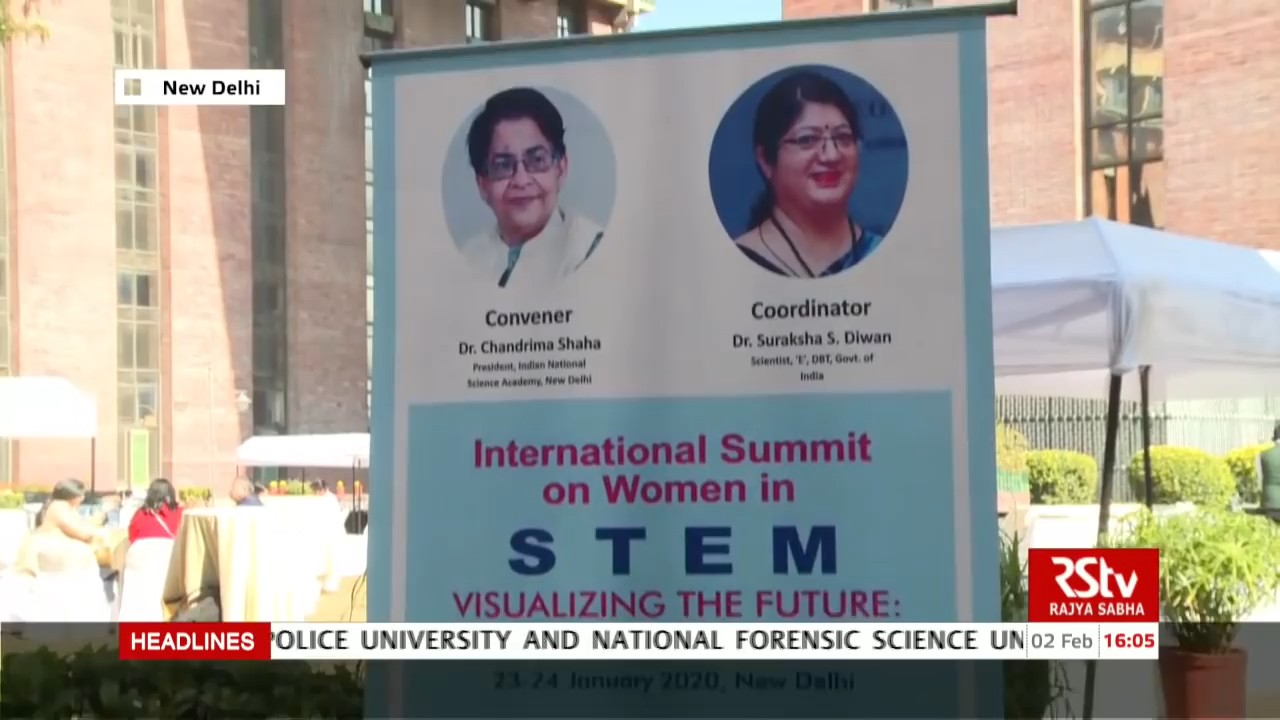 New Delhi
Convener
Dr. Chandrima Shaha
President, Indian National
Science Academy, New Delhi
Coordinator
Dr. Suraksha S. Diwan
Scientist, 'E', DBT, Govt. of
India
International Summit
on Women in
STEM
VISUALIZING THE FUTURE:
RStv
RAJYA SABHA
HEADLINES
POLICE UNIVERSITY AND NATIONAL FORENSIC SCIENCE UN
02 Feb
16:05
23-24 January 2020, New Delhi